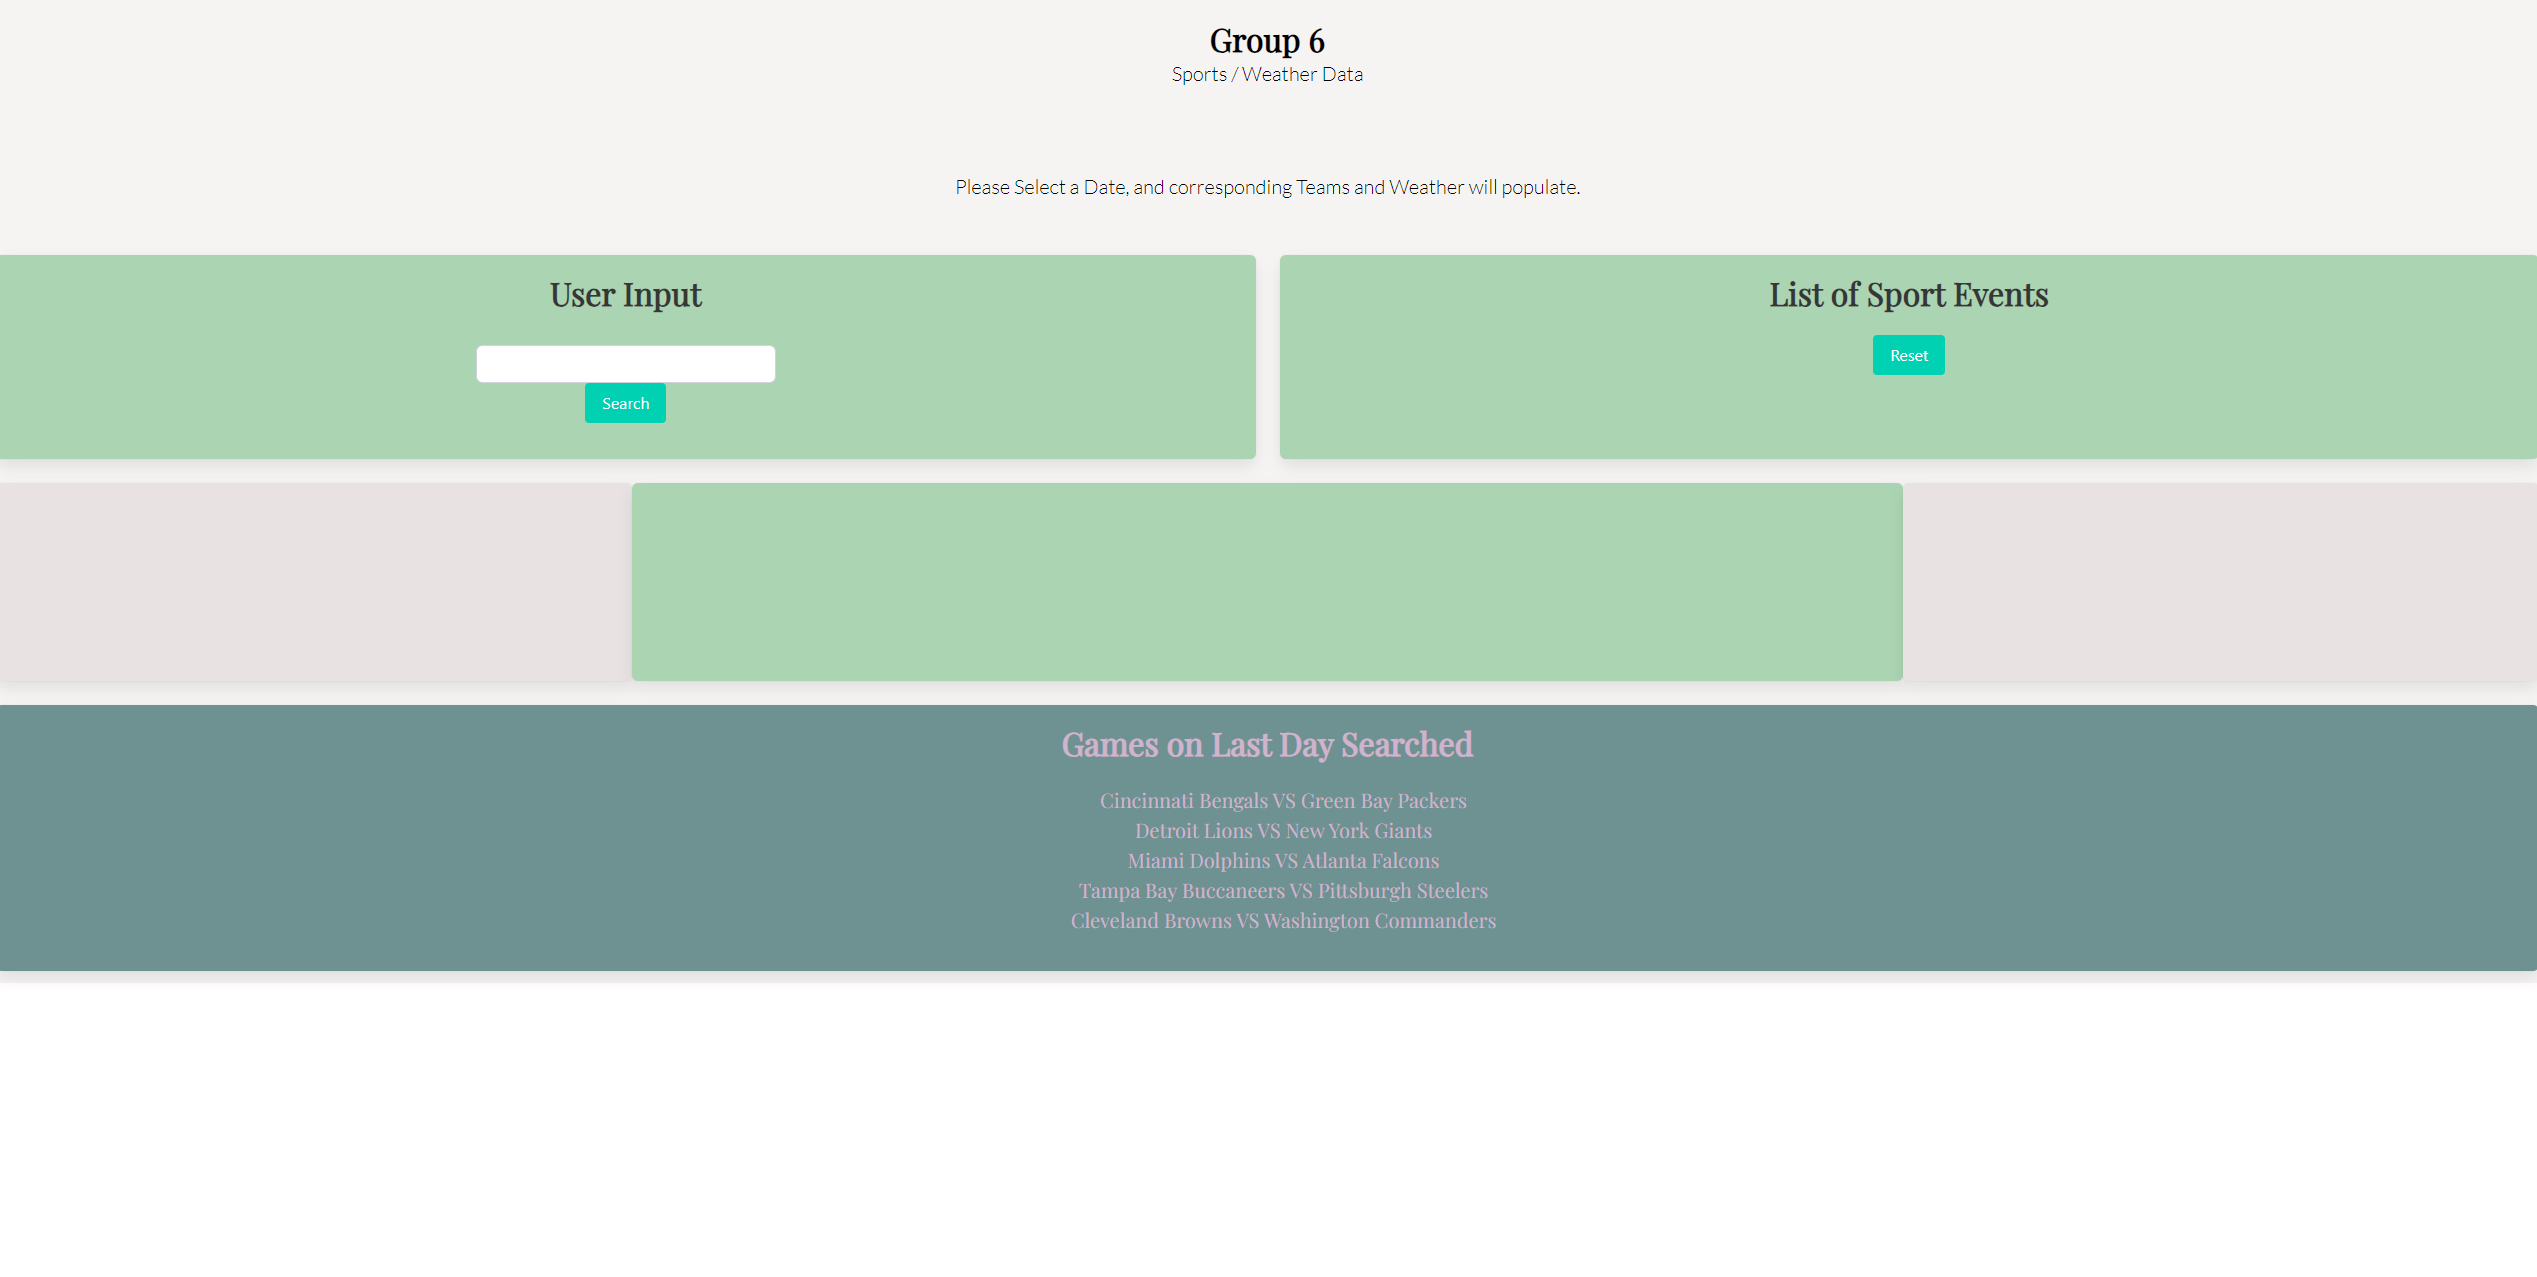 Group 6
Sports / Weather Data
Please Select a Date, and corresponding Teams and Weather will populate.
User Input
Search
List of Sport Events
Reset
Games on Last Day Searched
Cincinnati Bengals VS Green Bay Packers
Detroit Lions VS New York Giants
Miami Dolphins VS Atlanta Falcons
Tampa Bay Buccaneers VS Pittsburgh Steelers
Cleveland Browns VS Washington Commanders